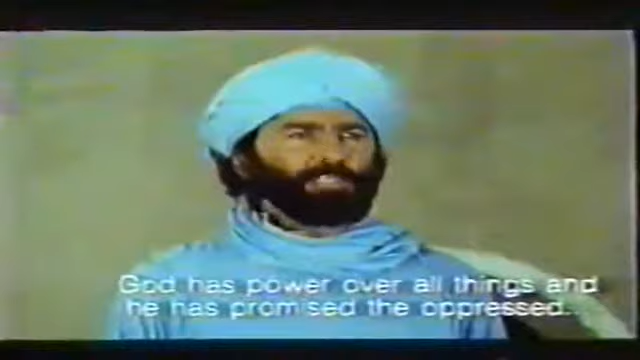 God has power over all things and
he has promised the oppressed.